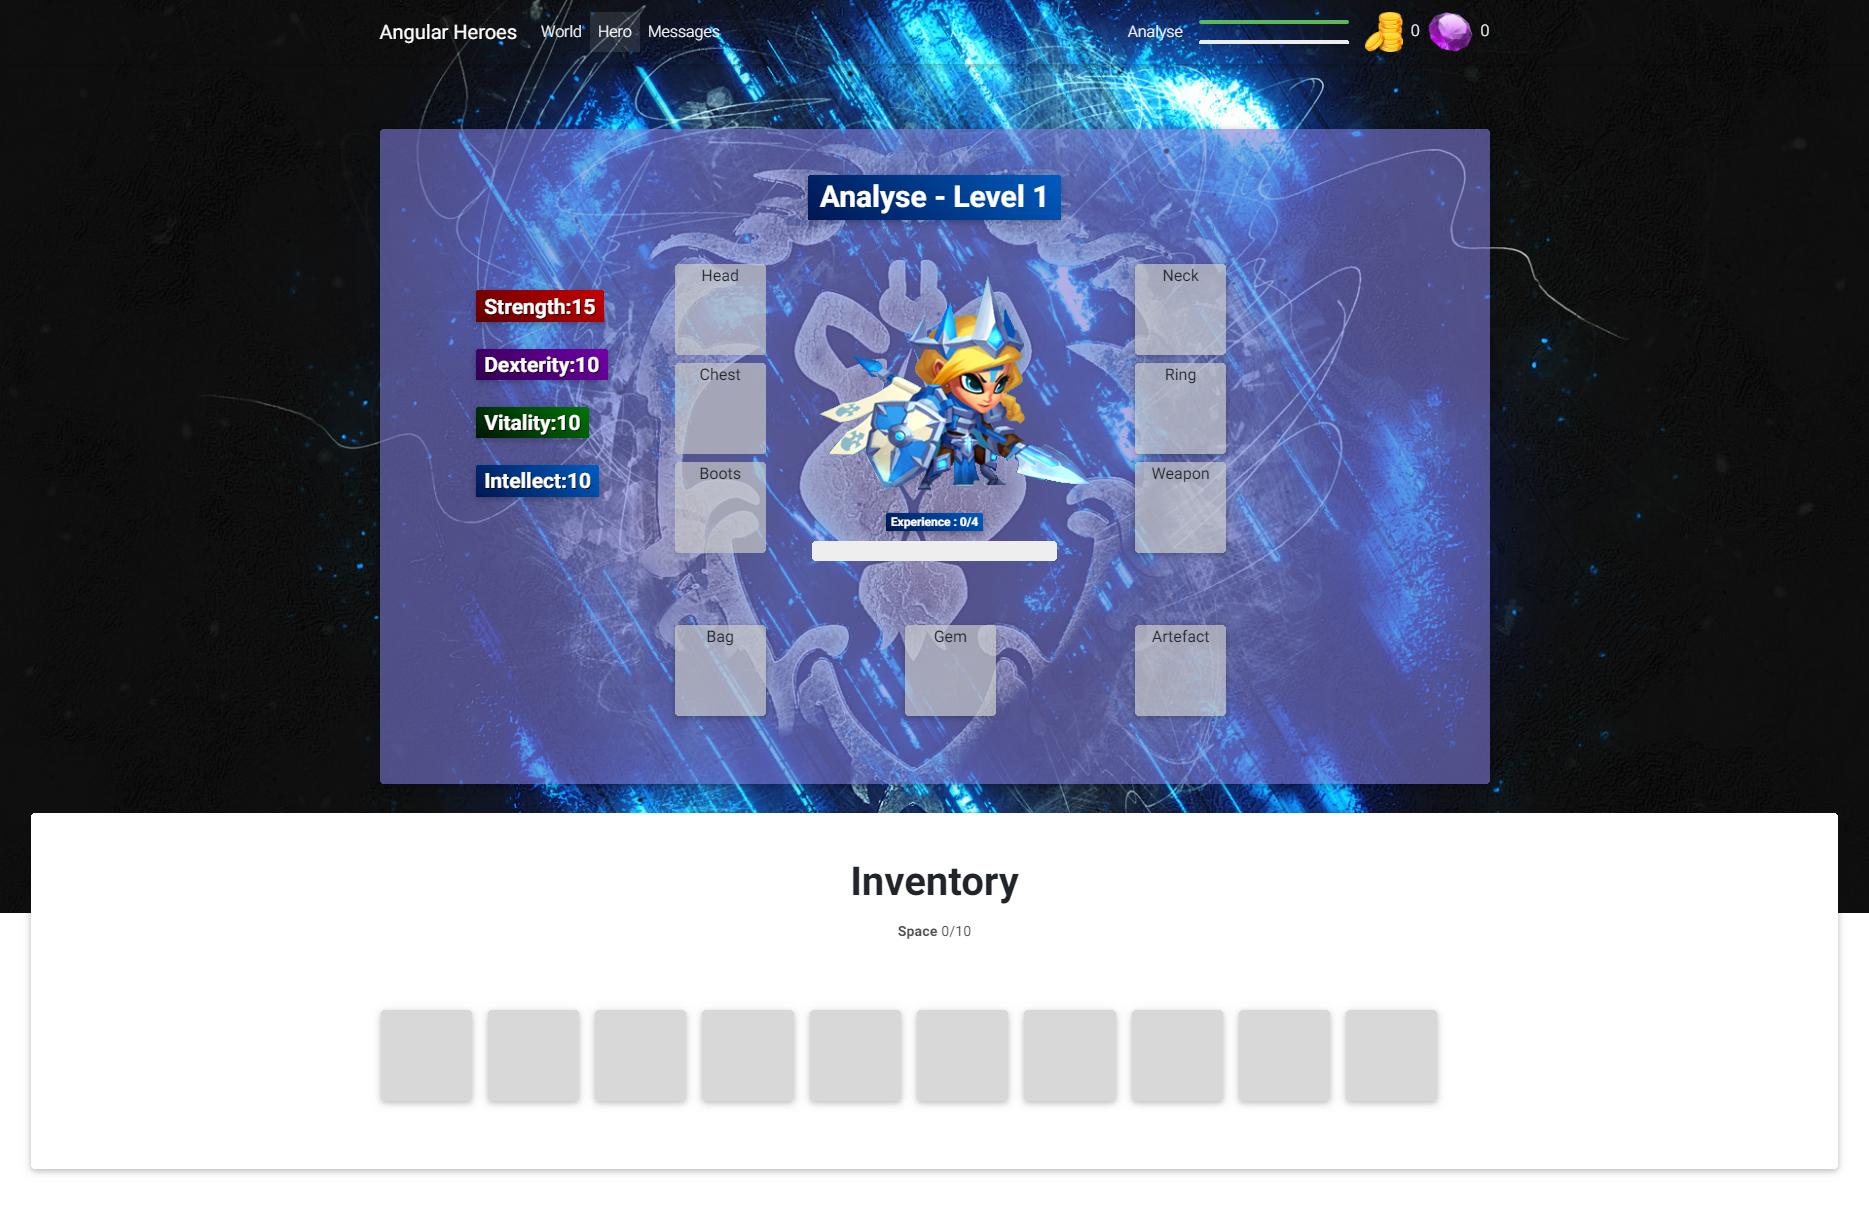 Angular Heroes World Hero Messages Analyse 0 0
Analyse - Level 1
Head
Neck
Strength:15
Dexterity:10
Chest
Ring
Vitality:10
Intellect:10
Boots
Weapon
Experience : 0/4
Bag
Gem
Artefact
Inventory
Space 0/10